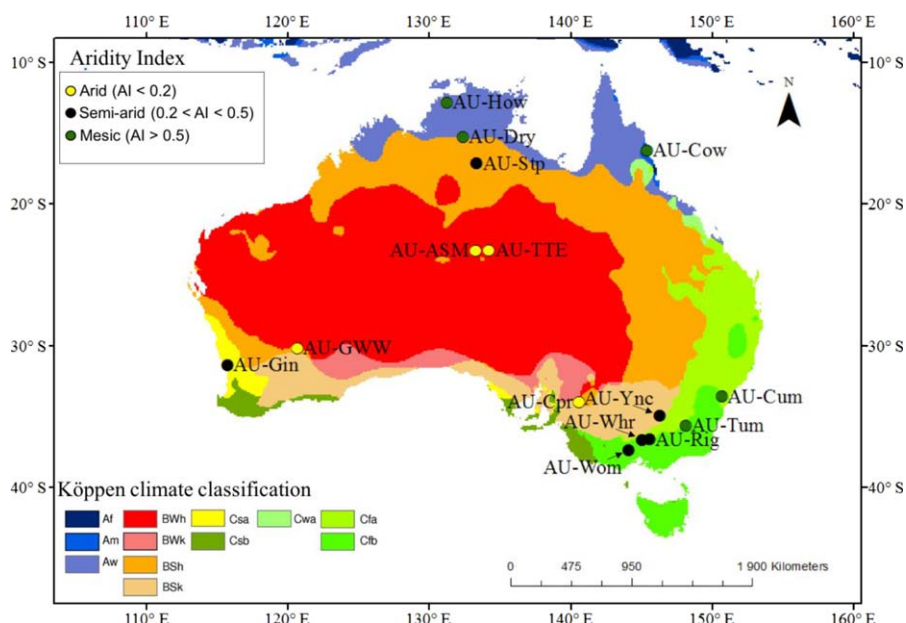 110° E 120° E 130° E 140° E 150° E 160° E
Aridity Index
Arid (AI < 0.2)
Semi-arid (0.2 < AI < 0.5)
Mesic (AI > 0.5)
N
10° S 10° S
AU-How
AU-Dry
AU-Stp
AU-Cow
20° S 20° S
AU-ASM AU-TTE
30° S 30° S
AU-GWW
AU-Gin
AU-Cpr AU-Ync AU-Cum
AU-Whr AU-Tum
AU-Rig
AU-Wom
40° S 40° S
Köppen climate classification
Af BWh Csa Cwa Cfa
Am BWk Csb Cfb
Aw BSh
BSk
0 475 950 1 900 Kilometers
110° E 120° E 130° E 140° E 150° E 160° E